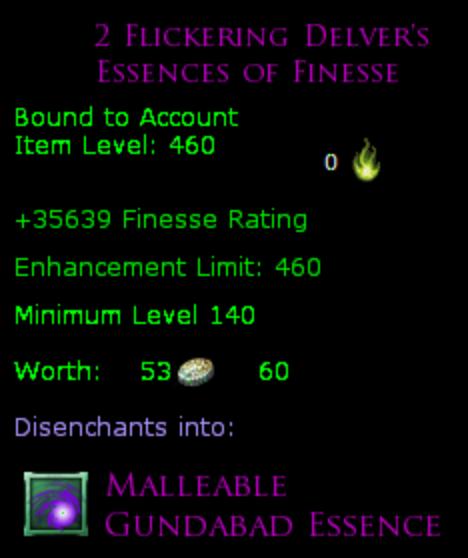 2 Flickering Delver's
Essences of Finesse
Bound to Account
Item Level: 460
0
+35639 Finesse Rating
Enhancement Limit: 460
Minimum Level 140
Worth: 53 60
Disenchants into:
Malleable
Gundabad Essence